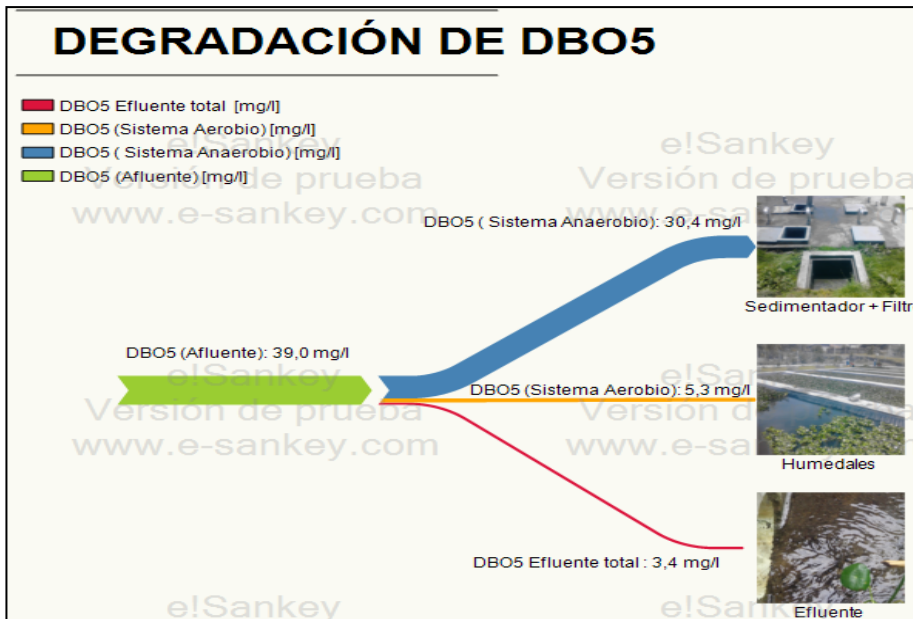 DEGRADACIÓN DE DBO5
DBO5 Efluente total [mg/l]
DBO5 (Sistema Aerobio) [mg/l]
DBO5 ( Sistema Anaerobio) [mg/l]
DBO5 (Afluente) [mg/l]
e!Sankey
Versión de prueba
www.e-sankey.com
e!Sankey
Versión de prueba
www.e-sankey.com
DBO5 ( Sistema Anaerobio): 30,4 mg/l
Sedimentador + Filtr
DBO5 (Afluente): 39,0 mg/l
e!Sankey
Versión de prueba
www.e-sankey.com
DBO5 (Sistema Aerobio): 5,3 mg/l
Humedales
DBO5 Efluente total : 3,4 mg/l
Efluente
e!Sankey
e!Sankey